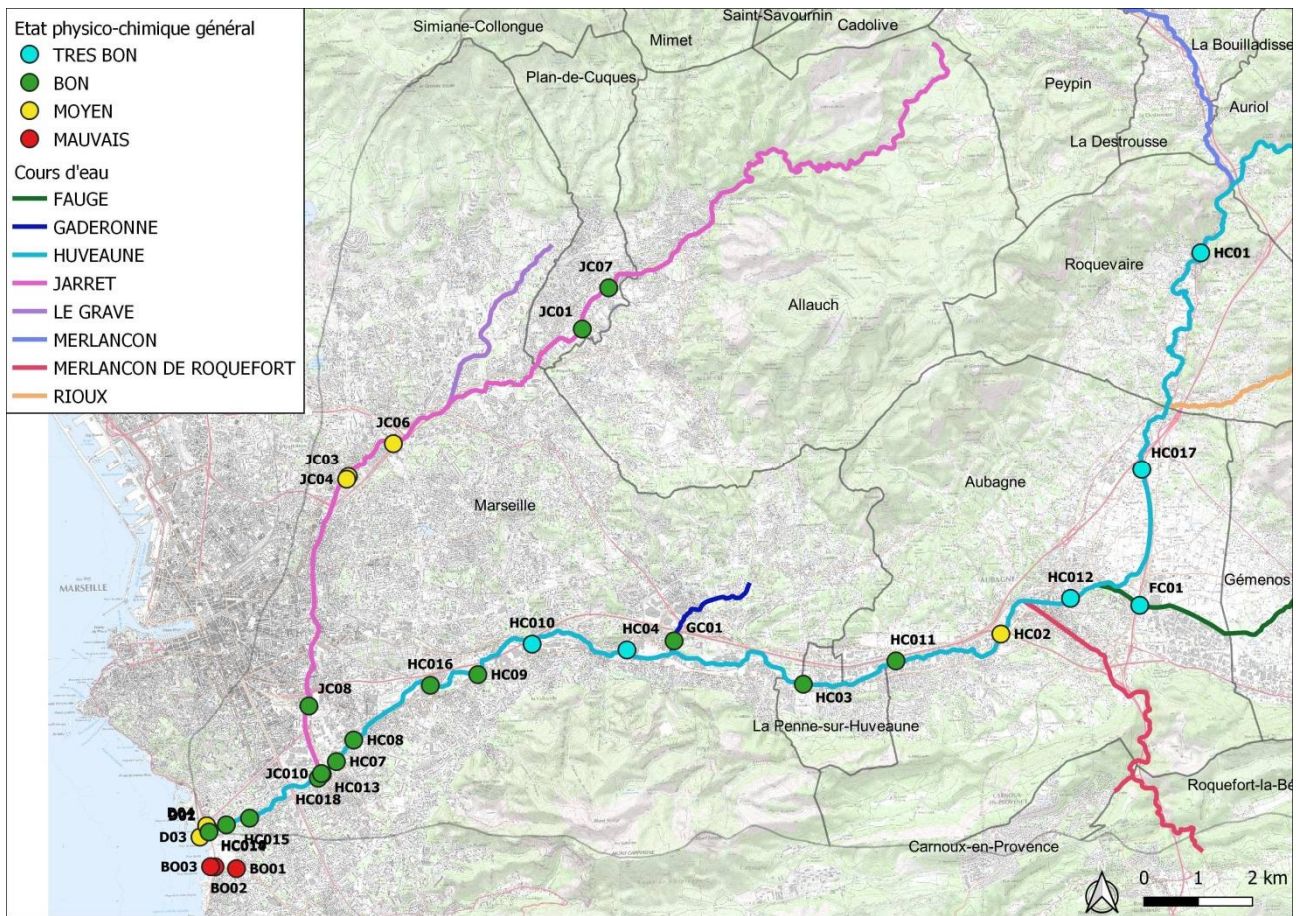 Etat physico-chimique général
TRES BON
BON
MOYEN
MAUVAIS
Cours d'eau
FAUGE
GADERONNE
HUVEAUNE
JARRET
LE GRAVE
MERLANCON
MERLANCON DE ROQUEFORT
RIOUX
Simiane-Collongue
Saint-Savournin
Cadolive
Mimet
La Bouilladisse
Plan-de-Cuques
Peypin
Auriol
La Destrousse
HC01
Roquevaire
JC07
Allauch
JC01
JC06
HC017
JC03
JC04
Aubagne
Marseille
MARSEILLE
AUBAGNE
HC012
FC01
Gémenos
HC010
HC04
GC01
HC02
HC011
HC016
HC09
HC03
JC08
La Penne-sur-Huveaune
HC08
HC07
JC010
HC013
HC018
Roquefort-la-Bé
D03
HC015
Carnoux-en-Provence
BO03
BO01
BO02
0 1 2 km